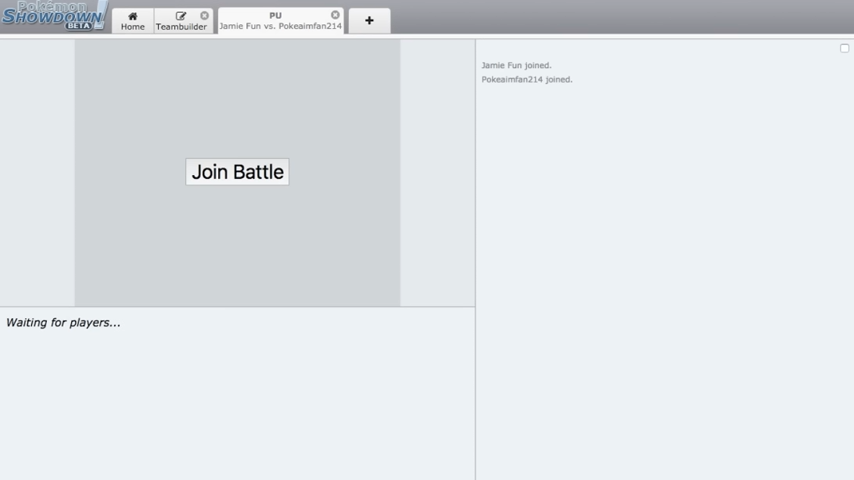 Pokémon
SHOWDOWN!
BETA
Home
Teambuilder
PU
Jamie Fun vs. Pokeaimfan214
+
Jamie Fun joined.
Pokeaimfan214 joined.
Join Battle
Waiting for players...